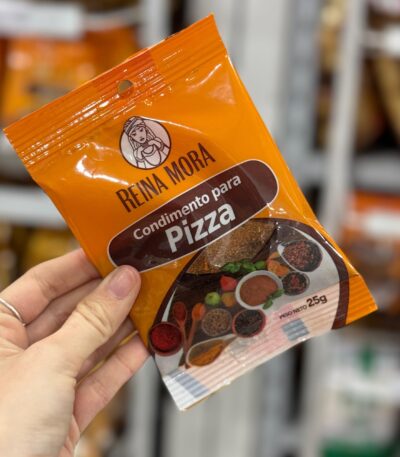 REINA MORA
Condimento para
Pizza
PESO NETO 25g